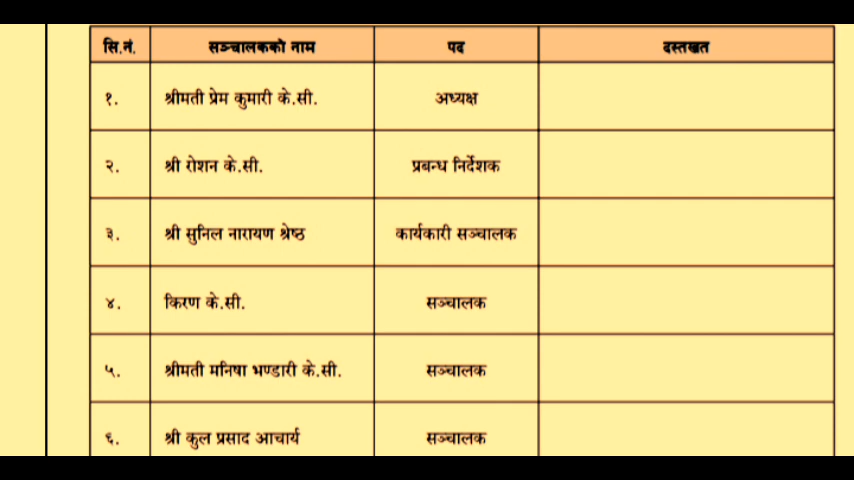 सि.नं. सञ्चालकको नाम पद दस्तखत
१. श्रीमती प्रेम कुमारी के.सी. अध्यक्ष
२. श्री रोशन के.सी. प्रबन्ध निर्देशक
३. श्री सुनिल नारायण श्रेष्ठ कार्यकारी सञ्चालक
४. किरण के.सी. सञ्चालक
५. श्रीमती मनिषा भण्डारी के.सी. सञ्चालक
६. श्री कुल प्रसाद आचार्य सञ्चालक